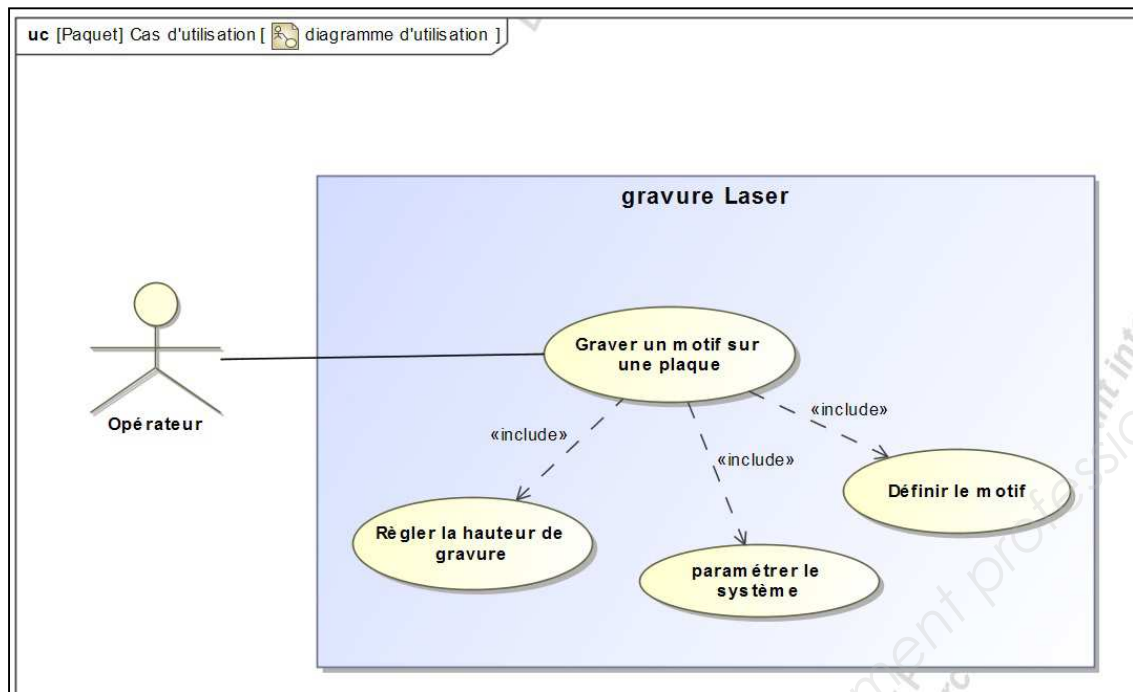 uc [Paquet] Cas d'utilisation [ diagramme d'utilisation ]
gravure Laser
Graver un motif sur
une plaque
Opérateur
«include»
«include»
«include»
Définir le motif
Règler la hauteur de
gravure
paramétrer le
système